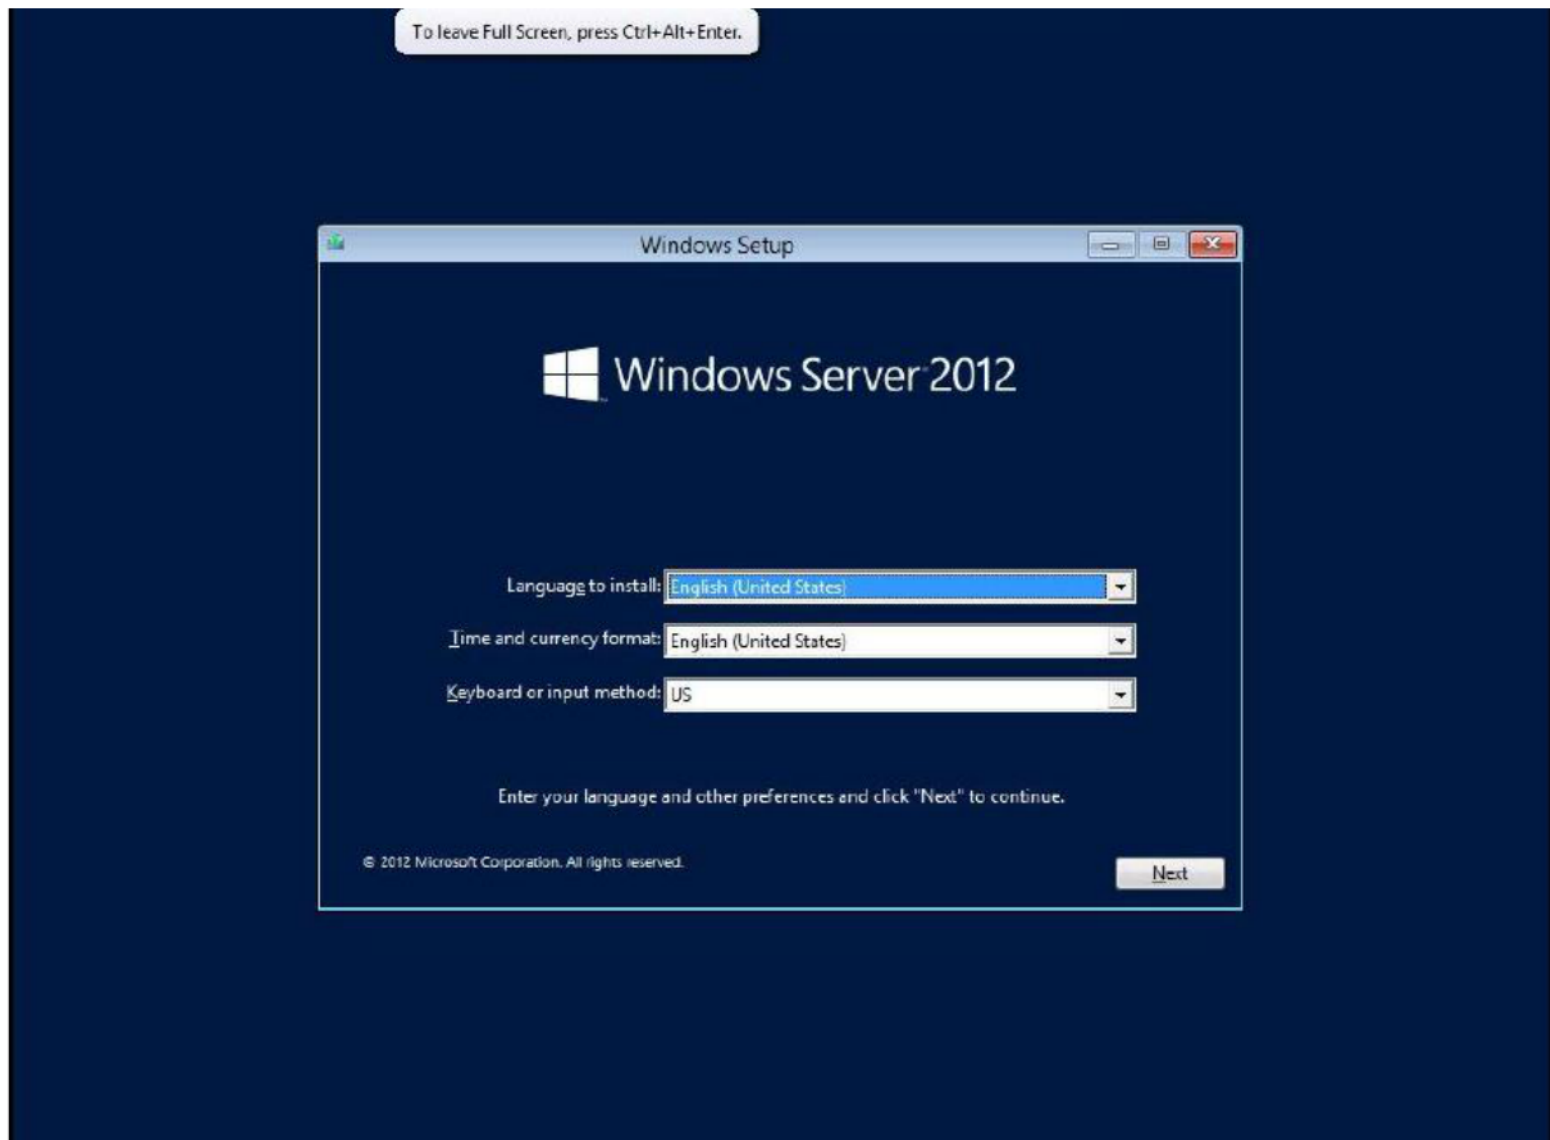 To leave Full Screen, press Ctrl+Alt+Enter.
Windows Setup
Windows Server 2012
Language to install: English (United States)
Time and currency format: English (United States)
Keyboard or input method: US
Enter your language and other preferences and click "Next" to continue.
© 2012 Microsoft Corporation. All rights reserved.
Next